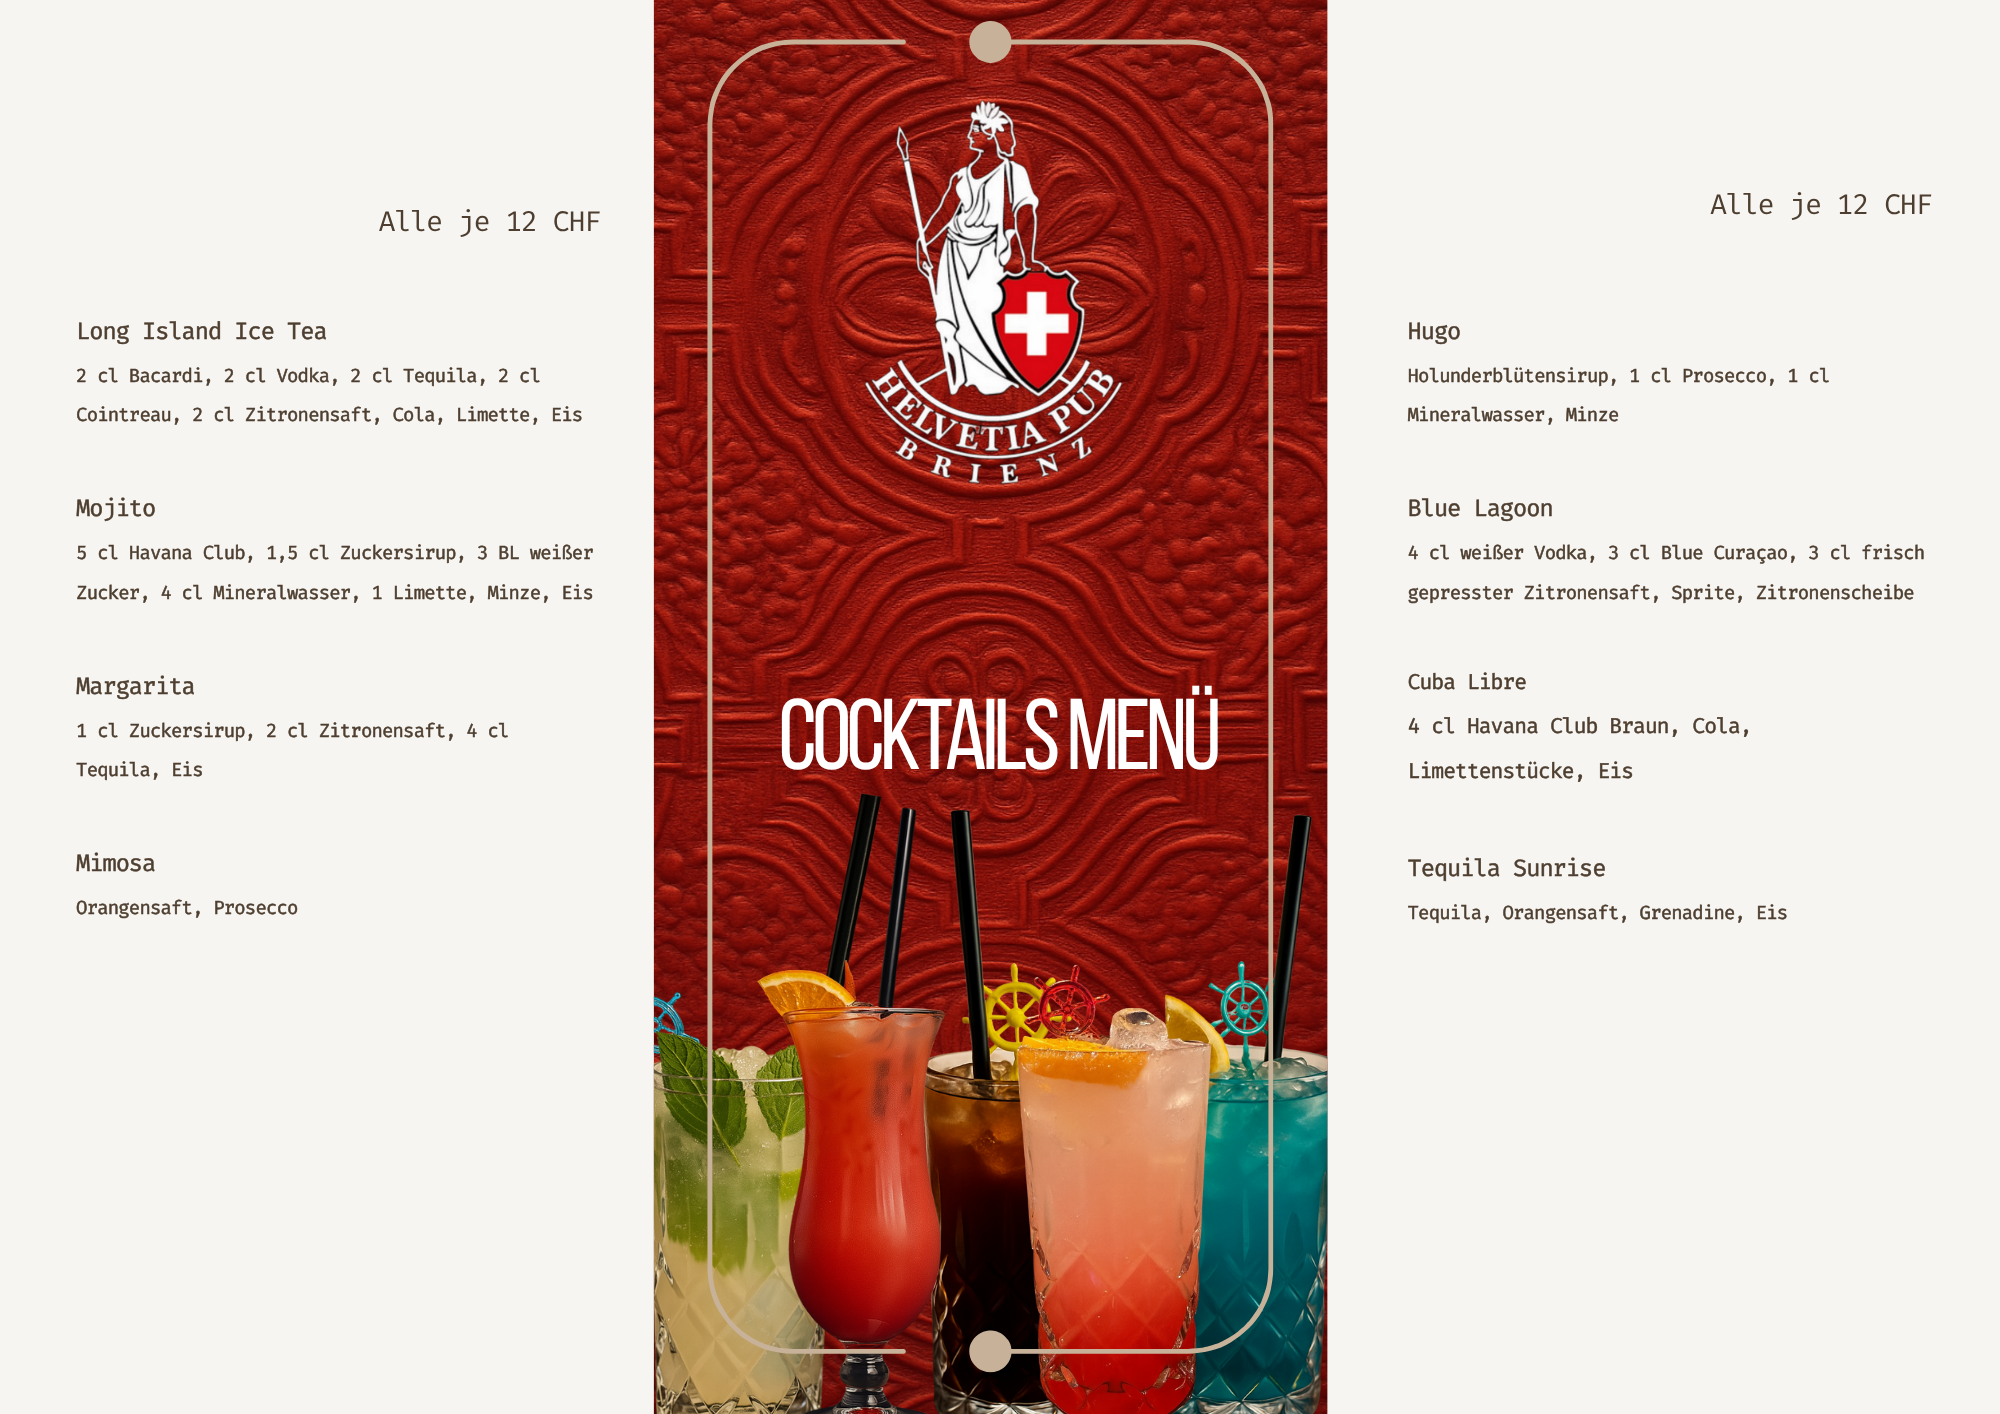 Alle je 12 CHF
Long Island Ice Tea
2 cl Bacardi, 2 cl Vodka, 2 cl Tequila, 2 cl
Cointreau, 2 cl Zitronensaft, Cola, Limette, Eis
Mojito
5 cl Havana Club, 1,5 cl Zuckersirup, 3 BL weißer
Zucker, 4 cl Mineralwasser, 1 Limette, Minze, Eis
Margarita
1 cl Zuckersirup, 2 cl Zitronensaft, 4 cl
Tequila, Eis
Mimosa
Orangensaft, Prosecco
HELVETIA PUB
BRIENZ
COCKTAILS MENÜ
Alle je 12 CHF
Hugo
Holunderblütensirup, 1 cl Prosecco, 1 cl
Mineralwasser, Minze
Blue Lagoon
4 cl weißer Vodka, 3 cl Blue Curaçao, 3 cl frisch
gepresster Zitronensaft, Sprite, Zitronenscheibe
Cuba Libre
4 cl Havana Club Braun, Cola,
Limettenstücke, Eis
Tequila Sunrise
Tequila, Orangensaft, Grenadine, Eis